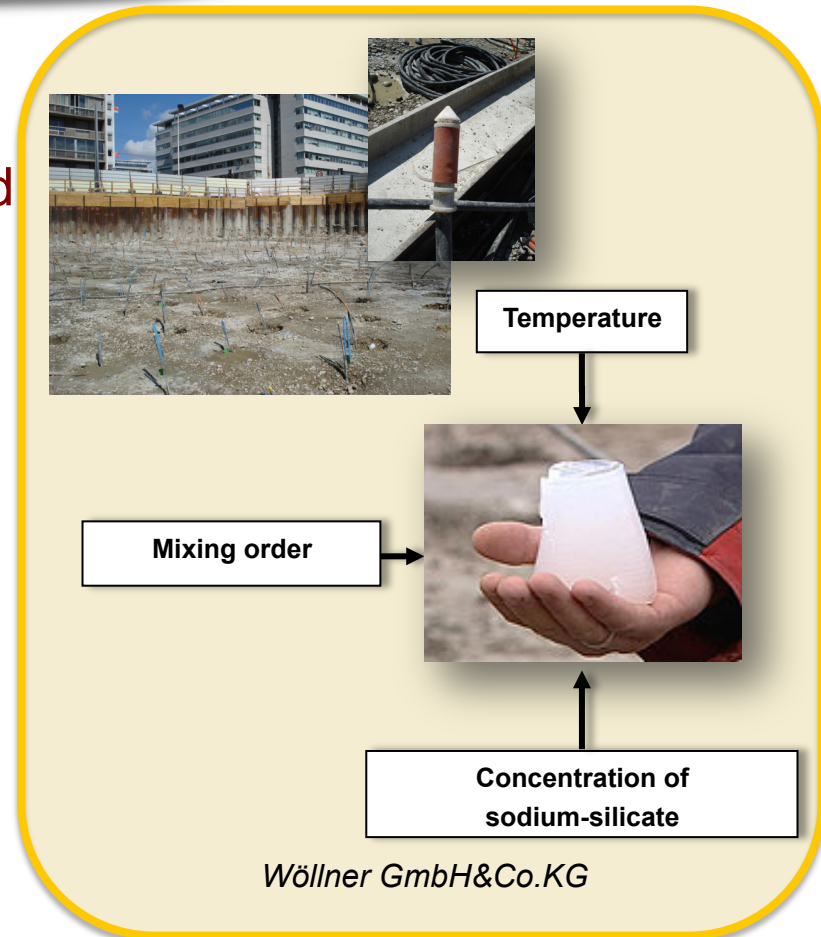 d
Temperature
Mixing order
Concentration of
sodium-silicate
Wöllner GmbH&Co.KG